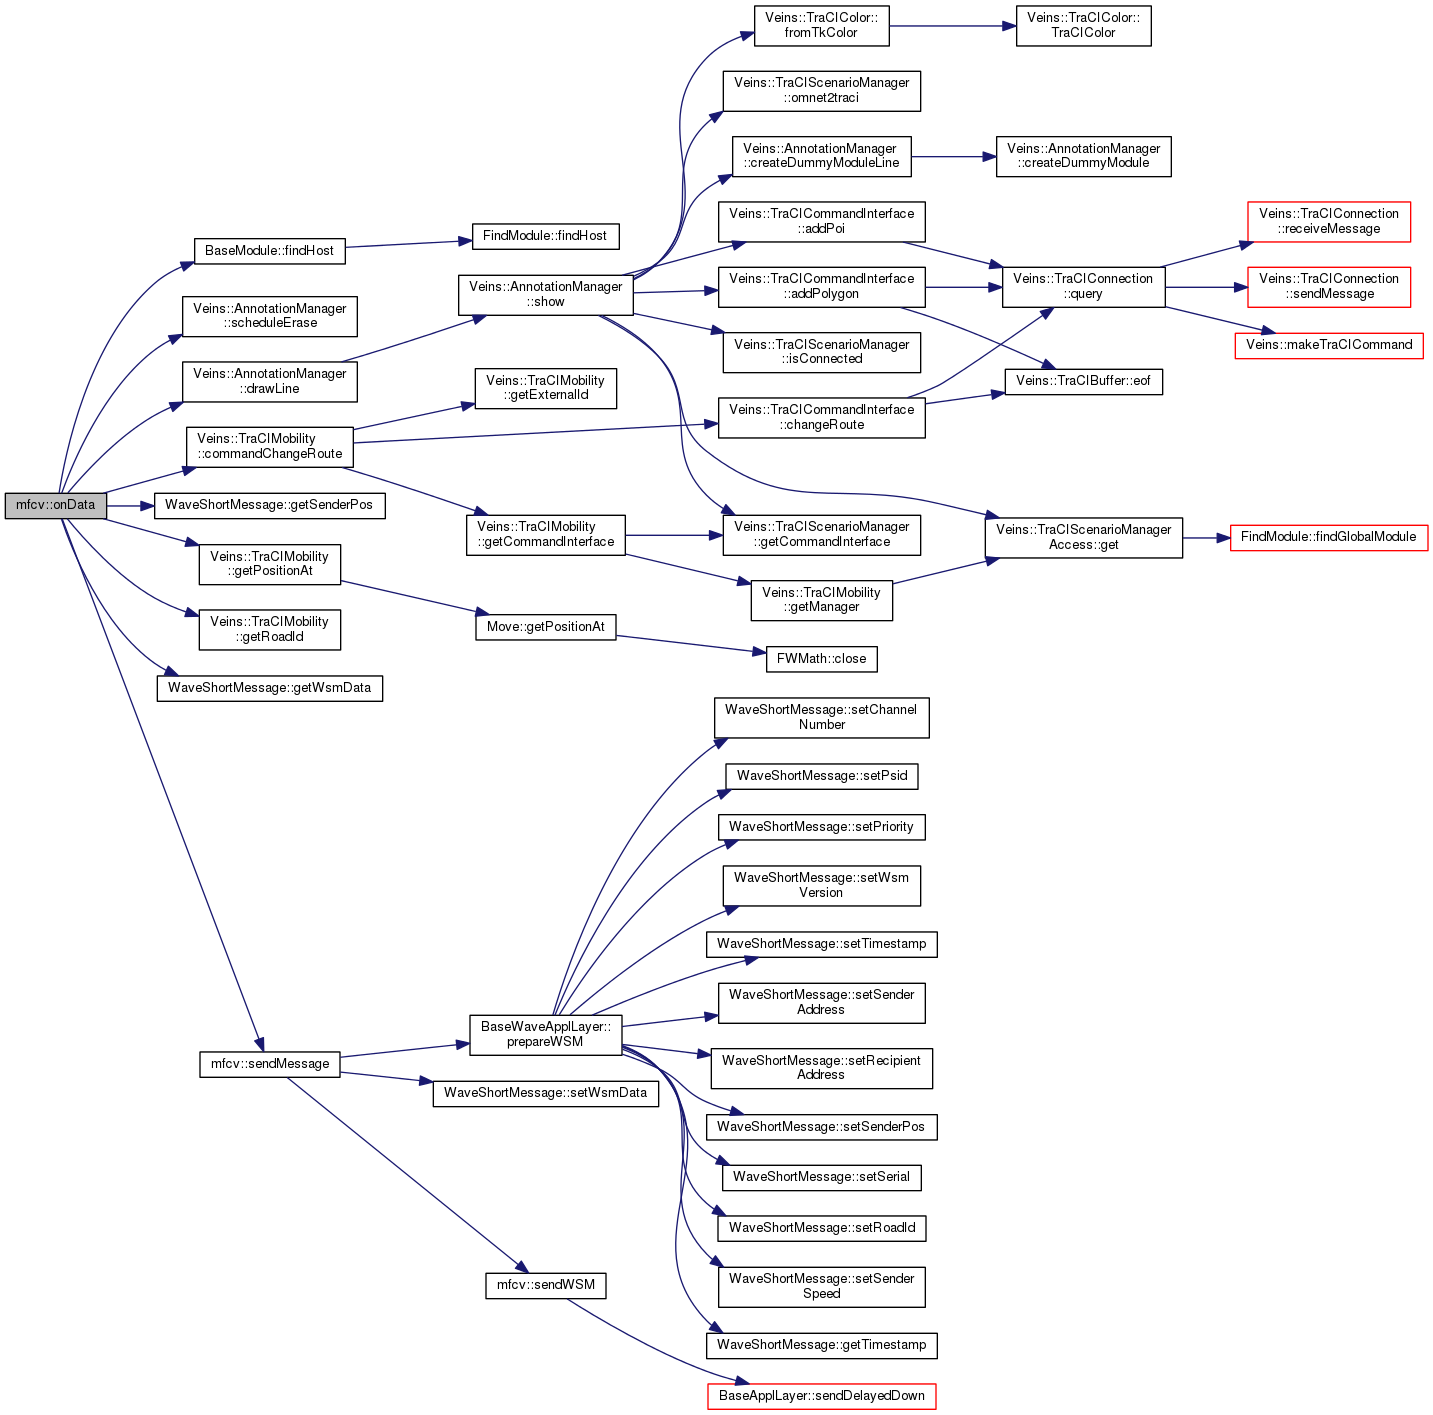 Veins::TraCIColor::
fromTkColor
Veins::TraCIColor::
TraCIColor
Veins::TraCIScenarioManager
::omnet2traci
Veins::AnnotationManager
::createDummyModuleLine
Veins::AnnotationManager
::createDummyModule
Veins::TraCICommandInterface
::addPoi
Veins::TraCIConnection
::receiveMessage
BaseModule::findHost
FindModule::findHost
Veins::AnnotationManager
::show
Veins::TraCICommandInterface
::addPolygon
Veins::TraCIConnection
::query
Veins::TraCIConnection
::sendMessage
Veins::AnnotationManager
::scheduleErase
Veins::TraCIScenarioManager
::isConnected
Veins::makeTraCICommand
Veins::AnnotationManager
::drawLine
Veins::TraCIMobility
::getExternalId
Veins::TraCIBuffer::eof
Veins::TraCICommandInterface
::changeRoute
Veins::TraCIMobility
::commandChangeRoute
mfcv::onData
WaveShortMessage::getSenderPos
Veins::TraCIMobility
::getCommandInterface
Veins::TraCIScenarioManager
::getCommandInterface
Veins::TraCIScenarioManager
Access::get
FindModule::findGlobalModule
Veins::TraCIMobility
::getPositionAt
Veins::TraCIMobility
::getManager
Veins::TraCIMobility
::getRoadId
Move::getPositionAt
FWMath::close
WaveShortMessage::getWsmData
WaveShortMessage::setChannel
Number
WaveShortMessage::setPsid
WaveShortMessage::setPriority
WaveShortMessage::setWsm
Version
WaveShortMessage::setTimestamp
WaveShortMessage::setSender
Address
BaseWaveApplLayer::
prepareWSM
mfcv::sendMessage
WaveShortMessage::setRecipient
Address
WaveShortMessage::setWsmData
WaveShortMessage::setSenderPos
WaveShortMessage::setSerial
WaveShortMessage::setRoadId
mfcv::sendWSM
WaveShortMessage::setSender
Speed
WaveShortMessage::getTimestamp
BaseApplLayer::sendDelayedDown